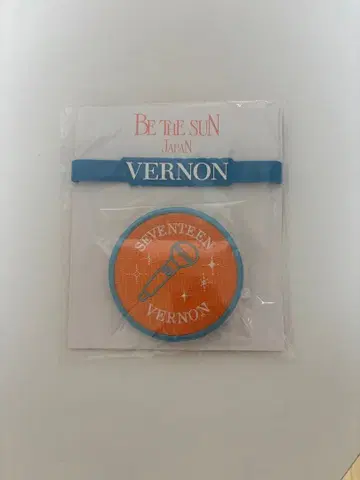 BE THE SUN
JAPAN
VERNON
SEVENTEEN
VERNON